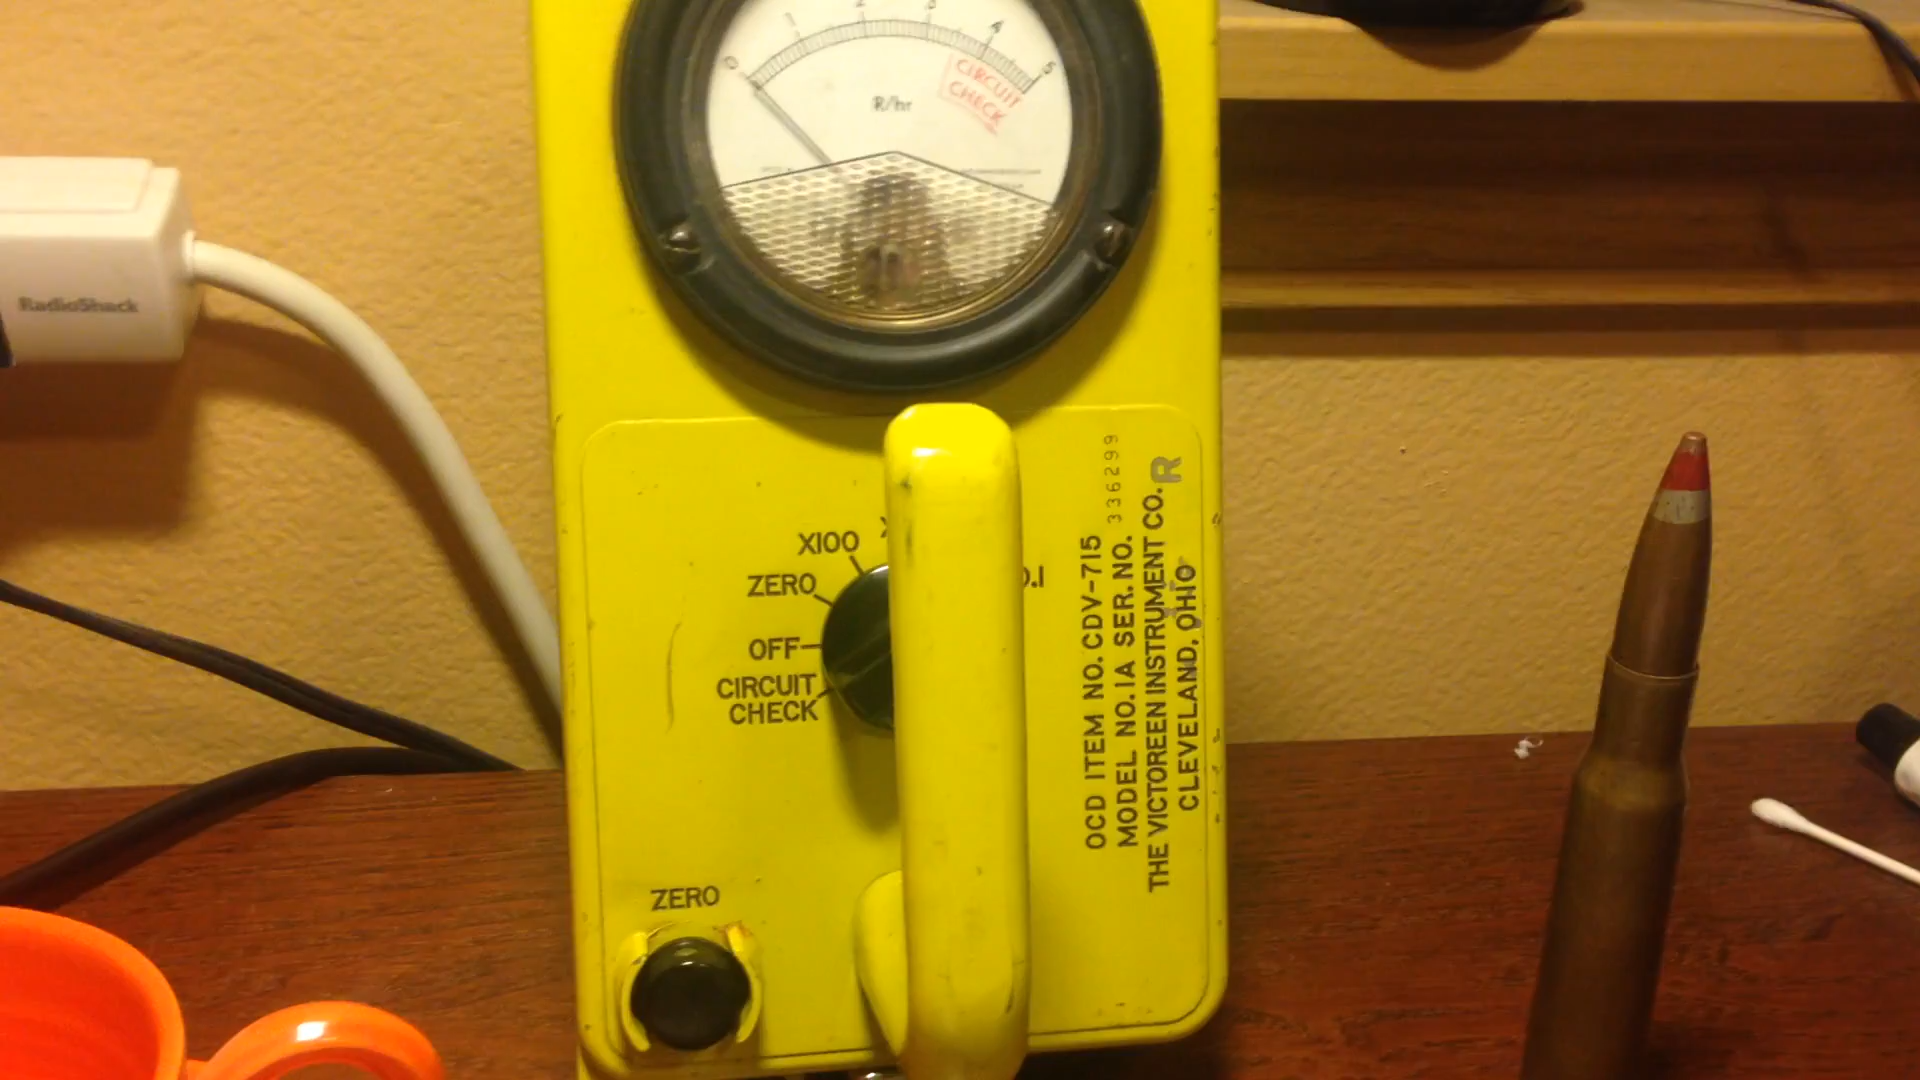 0 1 2 3 4 5
CIRCUIT
CHECK
R/hr
RadioShack
X100
ZERO
OFF
CIRCUIT
CHECK
ZERO
OCD ITEM NO. CDV-715
MODEL NO. 1A SER. NO. 336299
THE VICTOREEN INSTRUMENT CO.
CLEVELAND, OHIO
R